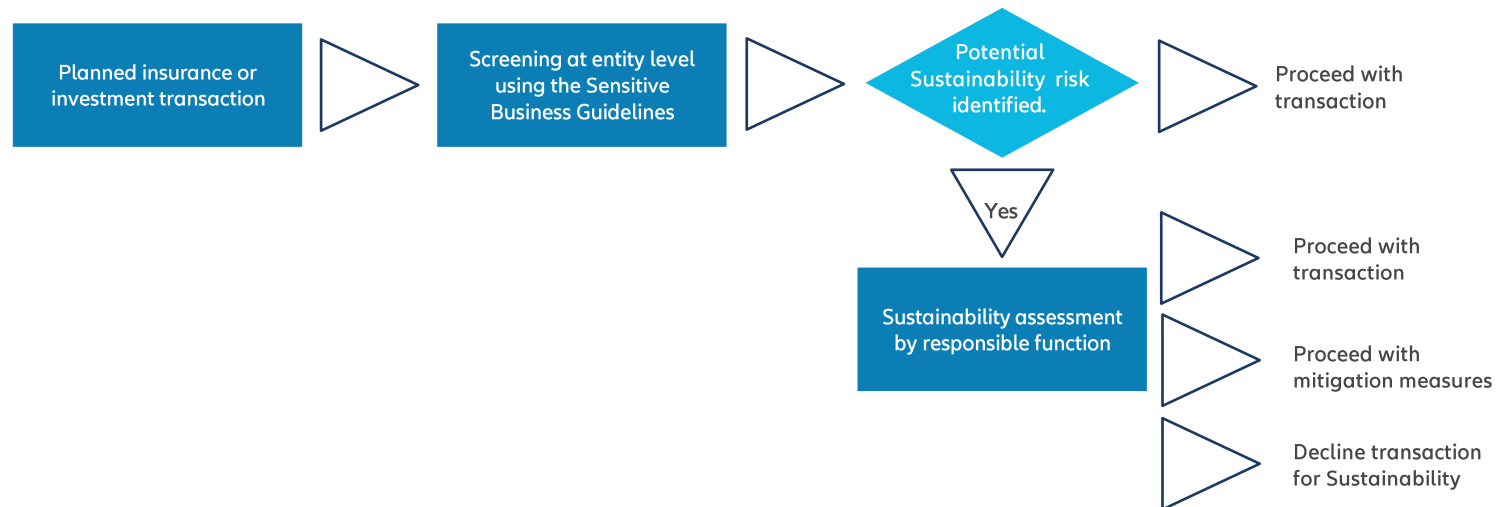 Planned insurance or
investment transaction
Screening at entity level
using the Sensitive
Business Guidelines
Potential
Sustainability risk
identified.
Proceed with
transaction
Yes
Sustainability assessment
by responsible function
Proceed with
transaction
Proceed with
mitigation measures
Decline transaction
for Sustainability